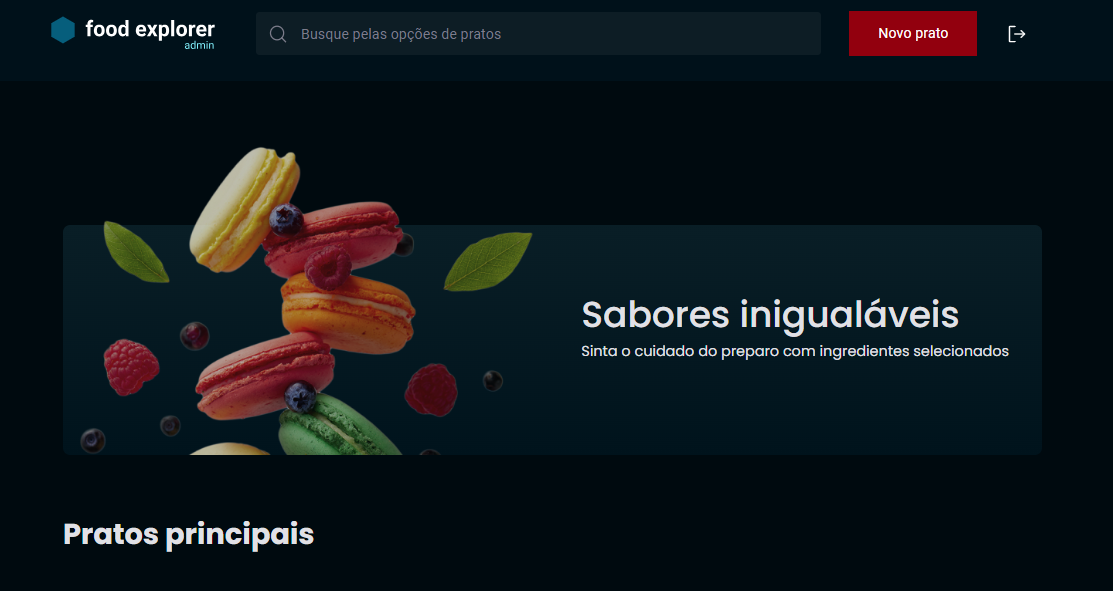 food explorer
admin
Busque pelas opções de pratos
Novo prato
Sabores inigualáveis
Sinta o cuidado do preparo com ingredientes selecionados
Pratos principais